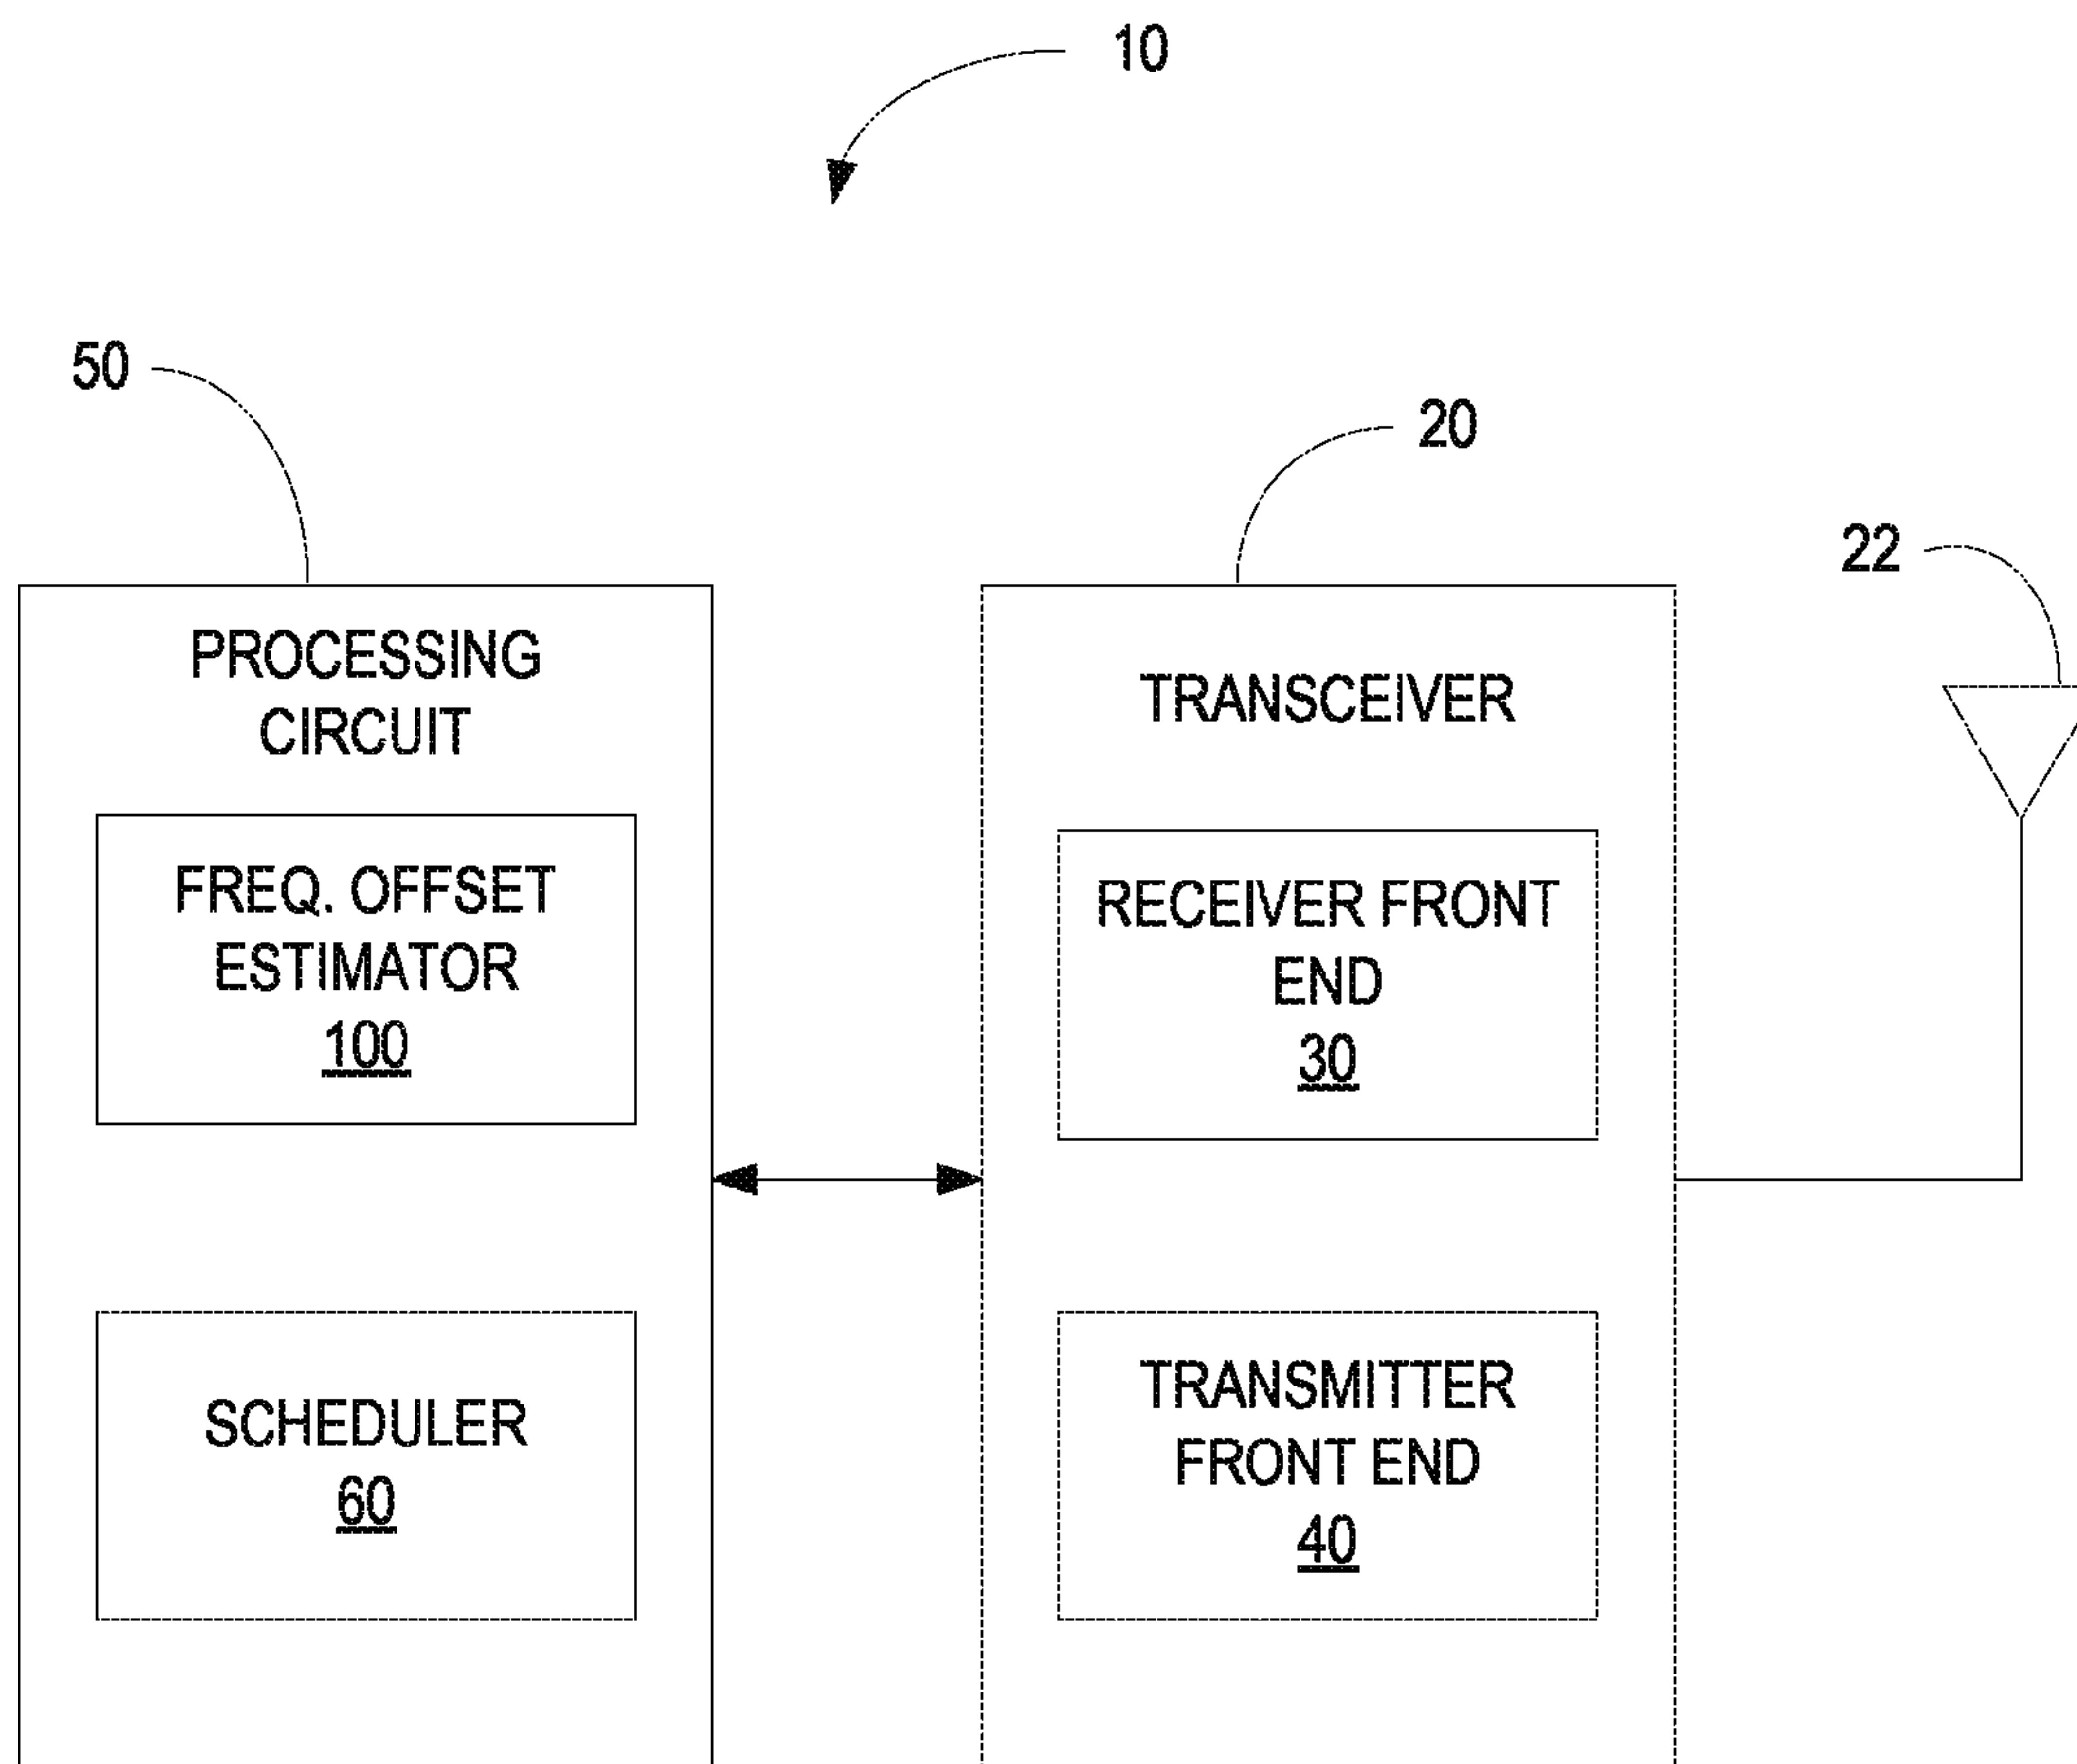 10
50
20
22
PROCESSING
CIRCUIT
FREQ. OFFSET
ESTIMATOR
100
SCHEDULER
60
TRANSCEIVER
RECEIVER FRONT
END
30
TRANSMITTER
FRONT END
40